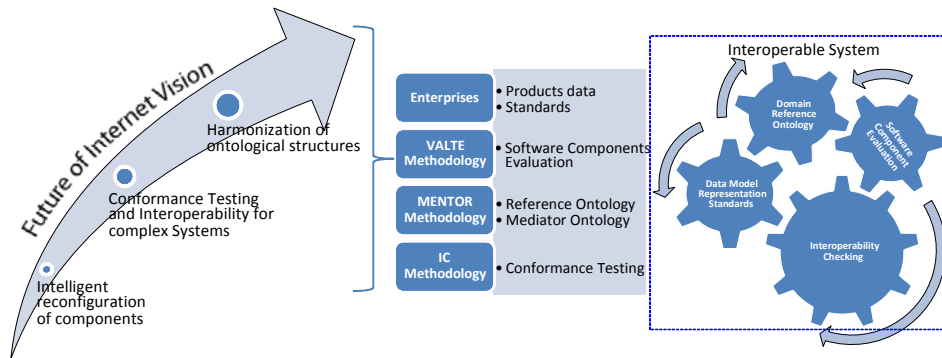 Future of Internet Vision
Harmonization of
ontological structures
Conformance Testing
and Interoperability for
complex Systems
Intelligent
reconfiguration
of components
Enterprises
• Products data
• Standards
VALTE
Methodology
• Software Components
Evaluation
MENTOR
Methodology
• Reference Ontology
• Mediator Ontology
IC
Methodology
• Conformance Testing
Interoperable System
Domain
Reference
Ontology
Software
Component
Evaluation
Data Model
Representation
Standards
Interoperability
Checking